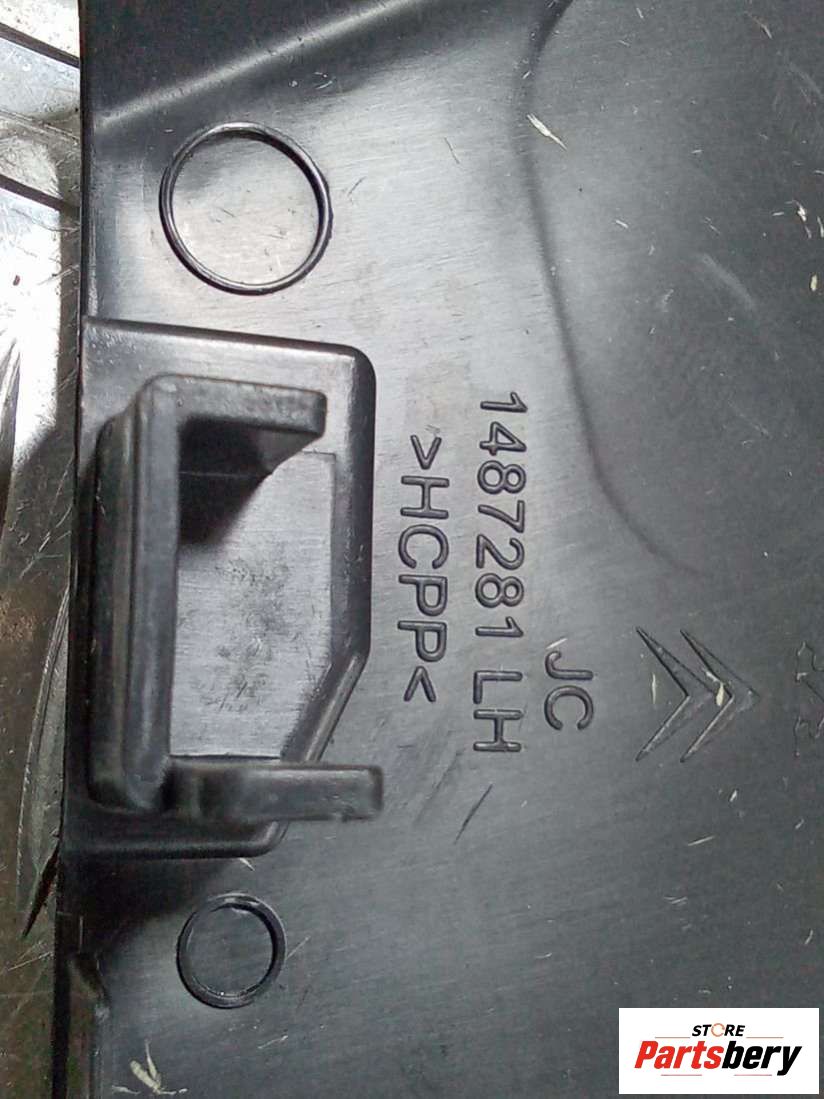 JC
1487281 LH
>HCPP<
STORE
Partsbery